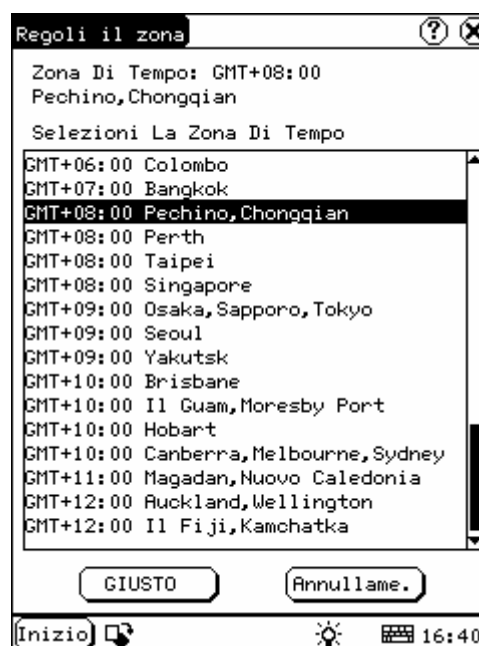 Regoli il zona
Zona Di Tempo: GMT+08:00
Pechino,Chongqian
Selezioni La Zona Di Tempo
GMT+06:00 Colombo
GMT+07:00 Bangkok
GMT+08:00 Pechino,Chongqian
GMT+08:00 Perth
GMT+08:00 Taipei
GMT+08:00 Singapore
GMT+09:00 Osaka,Sapporo,Tokyo
GMT+09:00 Seoul
GMT+09:00 Yakutsk
GMT+10:00 Brisbane
GMT+10:00 Il Guam,Moresby Port
GMT+10:00 Hobart
GMT+10:00 Canberra,Melbourne,Sydney
GMT+11:00 Magadan,Nuovo Caledonia
GMT+12:00 Auckland,Wellington
GMT+12:00 Il Fiji,Kamchatka
GIUSTO Annullame.
Inizio 16:40